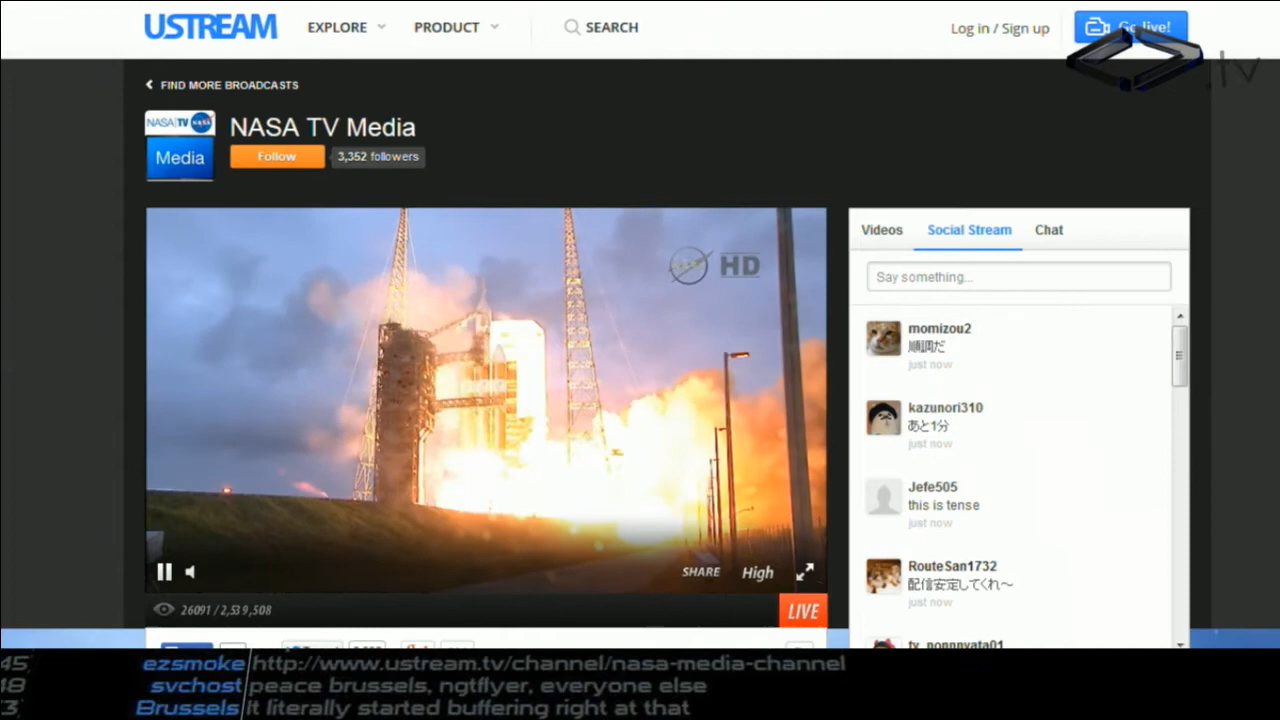 USTREAM EXPLORE PRODUCT SEARCH Log in / Sign up Go live!
.tv
FIND MORE BROADCASTS
NASA TV NASA
Media
NASA TV Media
Follow 3,352 followers
HD
SHARE High
26091 / 2,539,508 LIVE
Videos Social Stream Chat
Say something...
momizou2
順調だ
just now
kazunori310
あと1分
just now
Jefe505
this is tense
just now
RouteSan1732
配信安定してくれ～
just now
tv_nonnnyata01
45) ezsmoke http://www.ustream.tv/channel/nasa-media-channel
48 svchost peace brussels, ngtflyer, everyone else
Brussels it literally started buffering right at that